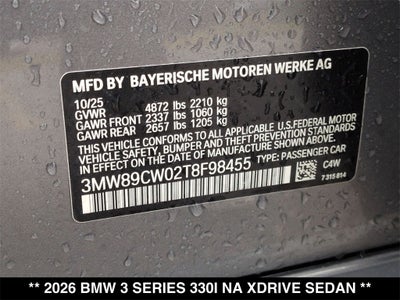 MFD BY BAYERISCHE MOTOREN WERKE AG
10/25
GVWR 4872 lbs 2210 kg
GAWR FRONT 2337 lbs 1060 kg
GAWR REAR 2657 lbs 1205 kg
THIS VEHICLE CONFORMS TO ALL APPLICABLE U.S. FEDERAL MOTOR
VEHICLE SAFETY, BUMPER, AND THEFT PREVENTION STANDARDS
IN EFFECT ON THE DATE OF MANUFACTURE SHOWN ABOVE.
3MW89CW02T8F98455 TYPE: PASSENGER CAR
C4W
7 315 814
** 2026 BMW 3 SERIES 330I NA XDRIVE SEDAN **